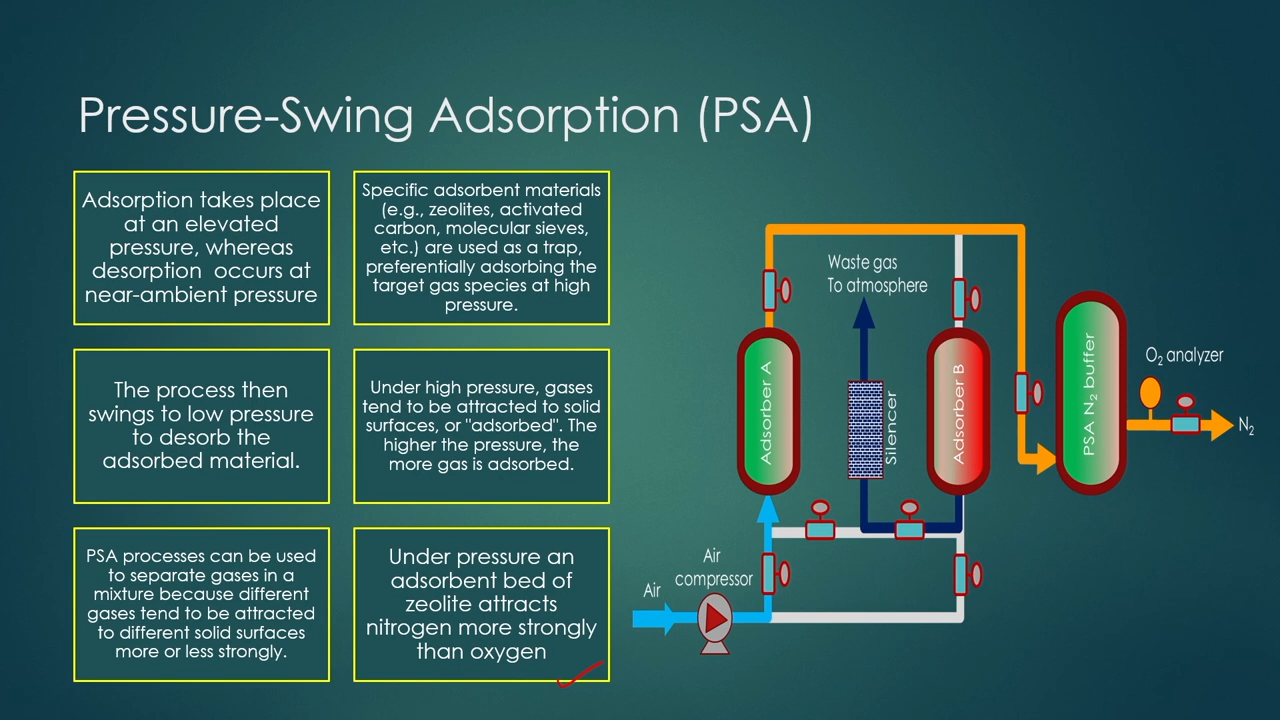 Pressure-Swing Adsorption (PSA)
Adsorption takes place
at an elevated
pressure, whereas
desorption occurs at
near-ambient pressure
Specific adsorbent materials
(e.g., zeolites, activated
carbon, molecular sieves,
etc.) are used as a trap,
preferentially adsorbing the
target gas species at high
pressure.
The process then
swings to low pressure
to desorb the
adsorbed material.
Under high pressure, gases
tend to be attracted to solid
surfaces, or "adsorbed". The
higher the pressure, the
more gas is adsorbed.
PSA processes can be used
to separate gases in a
mixture because different
gases tend to be attracted
to different solid surfaces
more or less strongly.
Under pressure an
adsorbent bed of
zeolite attracts
nitrogen more strongly
than oxygen
Waste gas
To atmosphere
Adsorber A
Silencer
Adsorber B
PSA N₂ buffer
O₂ analyzer
N₂
Air
compressor
Air